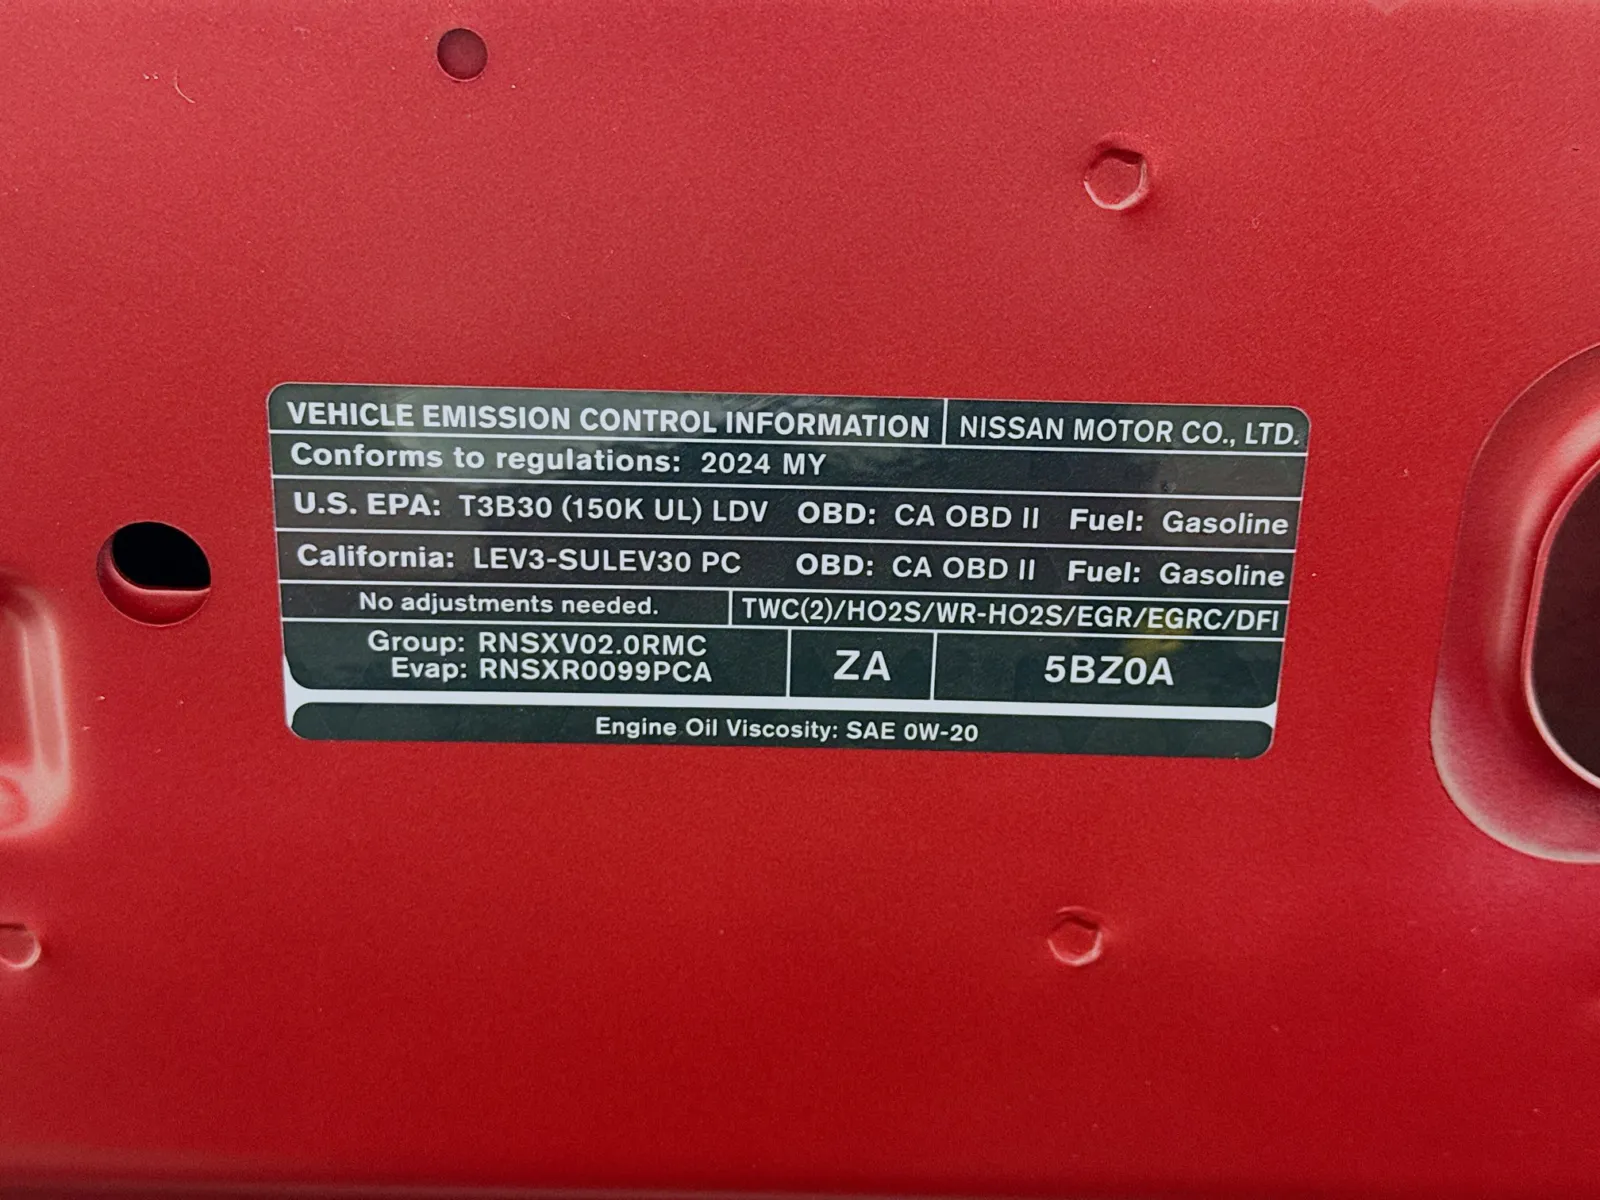 VEHICLE EMISSION CONTROL INFORMATION NISSAN MOTOR CO., LTD.
Conforms to regulations: 2024 MY
U.S. EPA: T3B30 (150K UL) LDV OBD: CA OBD II Fuel: Gasoline
California: LEV3-SULEV30 PC OBD: CA OBD II Fuel: Gasoline
No adjustments needed. TWC(2)/HO2S/WR-HO2S/EGR/EGRC/DFI
Group: RNSXV02.0RMC
Evap: RNSXR0099PCA
ZA
5BZ0A
Engine Oil Viscosity: SAE 0W-20